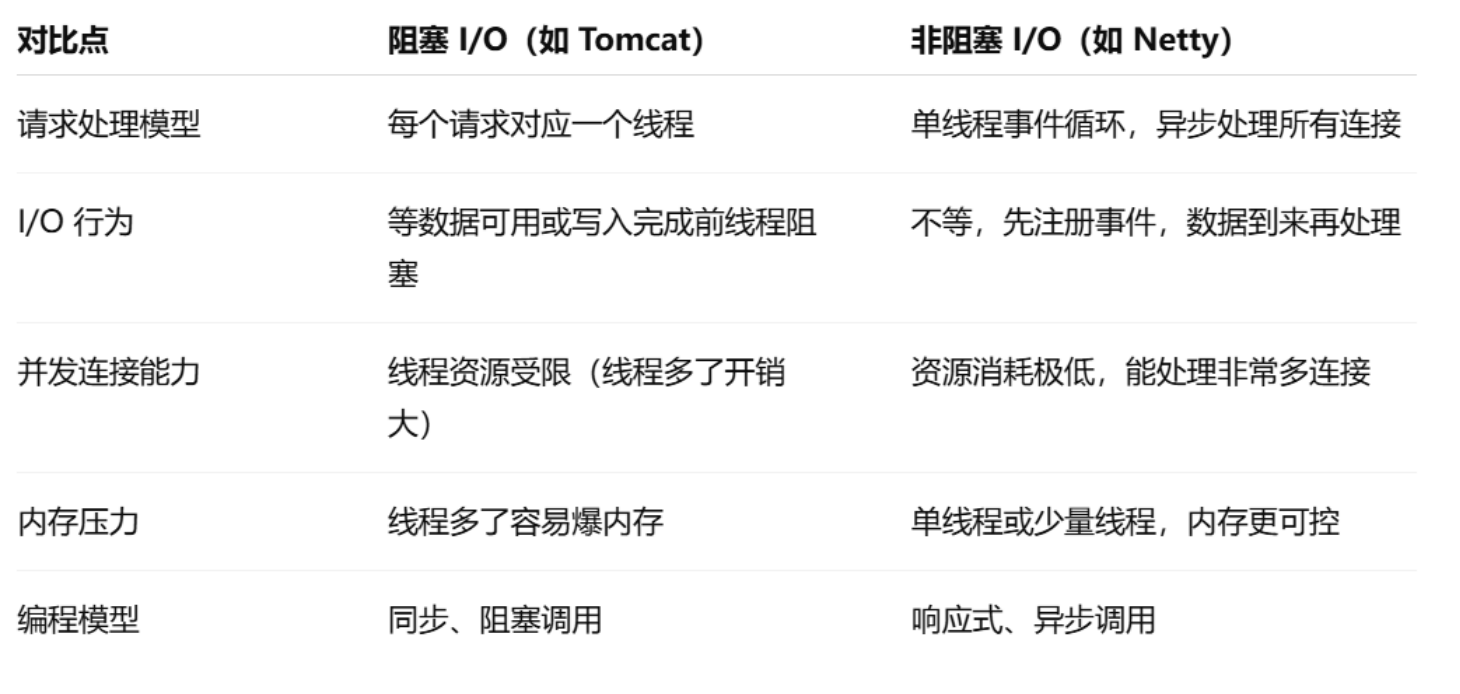 对比点 阻塞 I/O（如 Tomcat） 非阻塞 I/O（如 Netty）
请求处理模型 每个请求对应一个线程 单线程事件循环，异步处理所有连接
I/O 行为 等数据可用或写入完成前线程阻 不等，先注册事件，数据到来再处理
塞
并发连接能力 线程资源受限（线程多了开销 资源消耗极低，能处理非常多连接
大）
内存压力 线程多了容易爆内存 单线程或少量线程，内存更可控
编程模型 同步、阻塞调用 响应式、异步调用